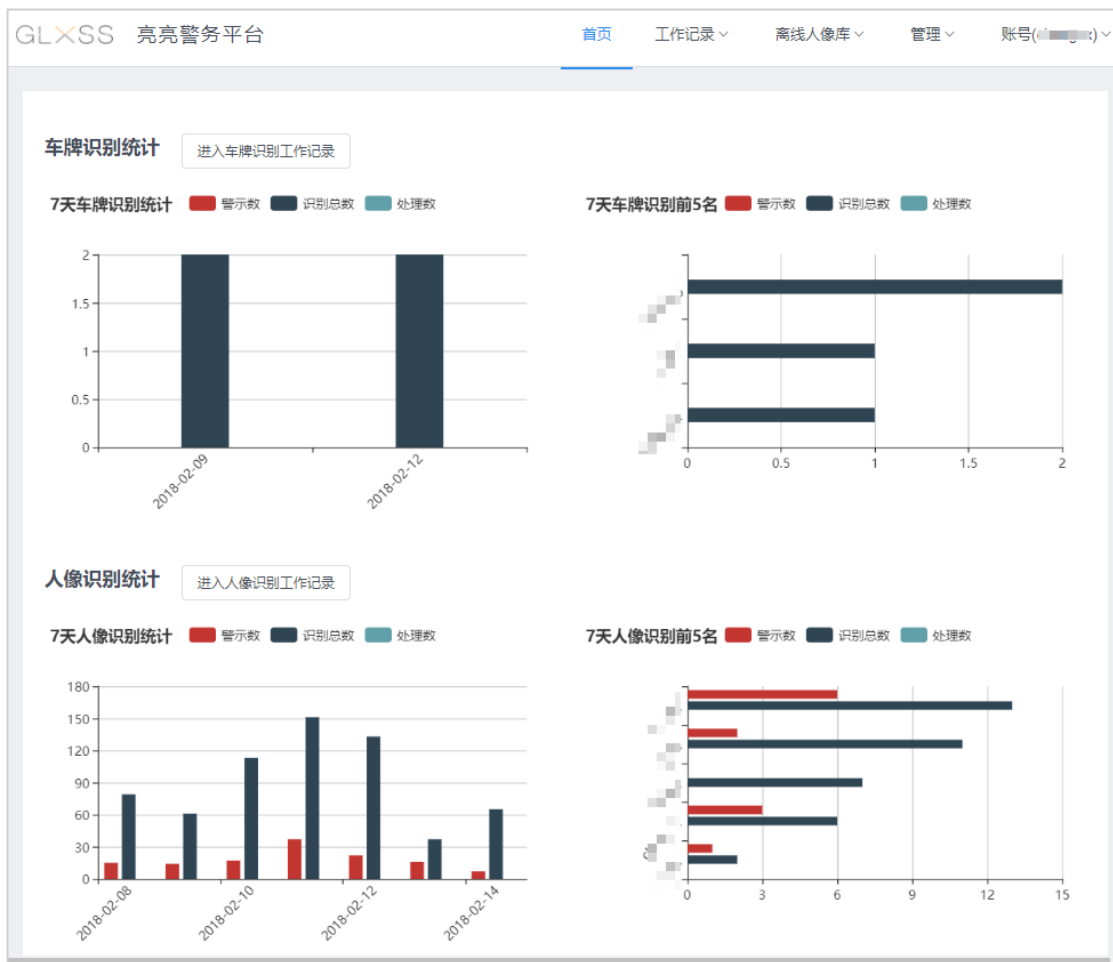 GLXSS 亮亮警务平台 首页 工作记录 离线人像库 管理 账号(
车牌识别统计 进入车牌识别工作记录
7天车牌识别统计 警示数 识别总数 处理数
2
1.5
1
0.5
0
2018-02-09 2018-02-12
7天车牌识别前5名 警示数 识别总数 处理数
0 0.5 1 1.5 2
人像识别统计 进入人像识别工作记录
7天人像识别统计 警示数 识别总数 处理数
180
150
120
90
60
30
0
2018-02-08 2018-02-10 2018-02-12 2018-02-14
7天人像识别前5名 警示数 识别总数 处理数
0 3 6 9 12 15